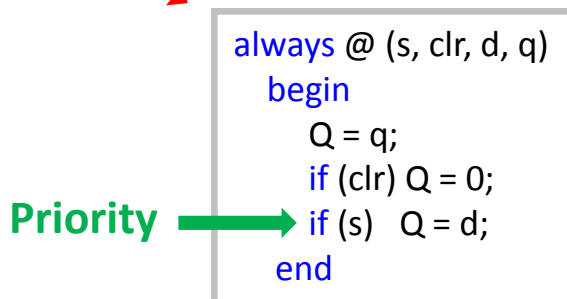 always @ (s, clr, d, q)
begin
Q = q;
if (clr) Q = 0;
Priority if (s) Q = d;
end